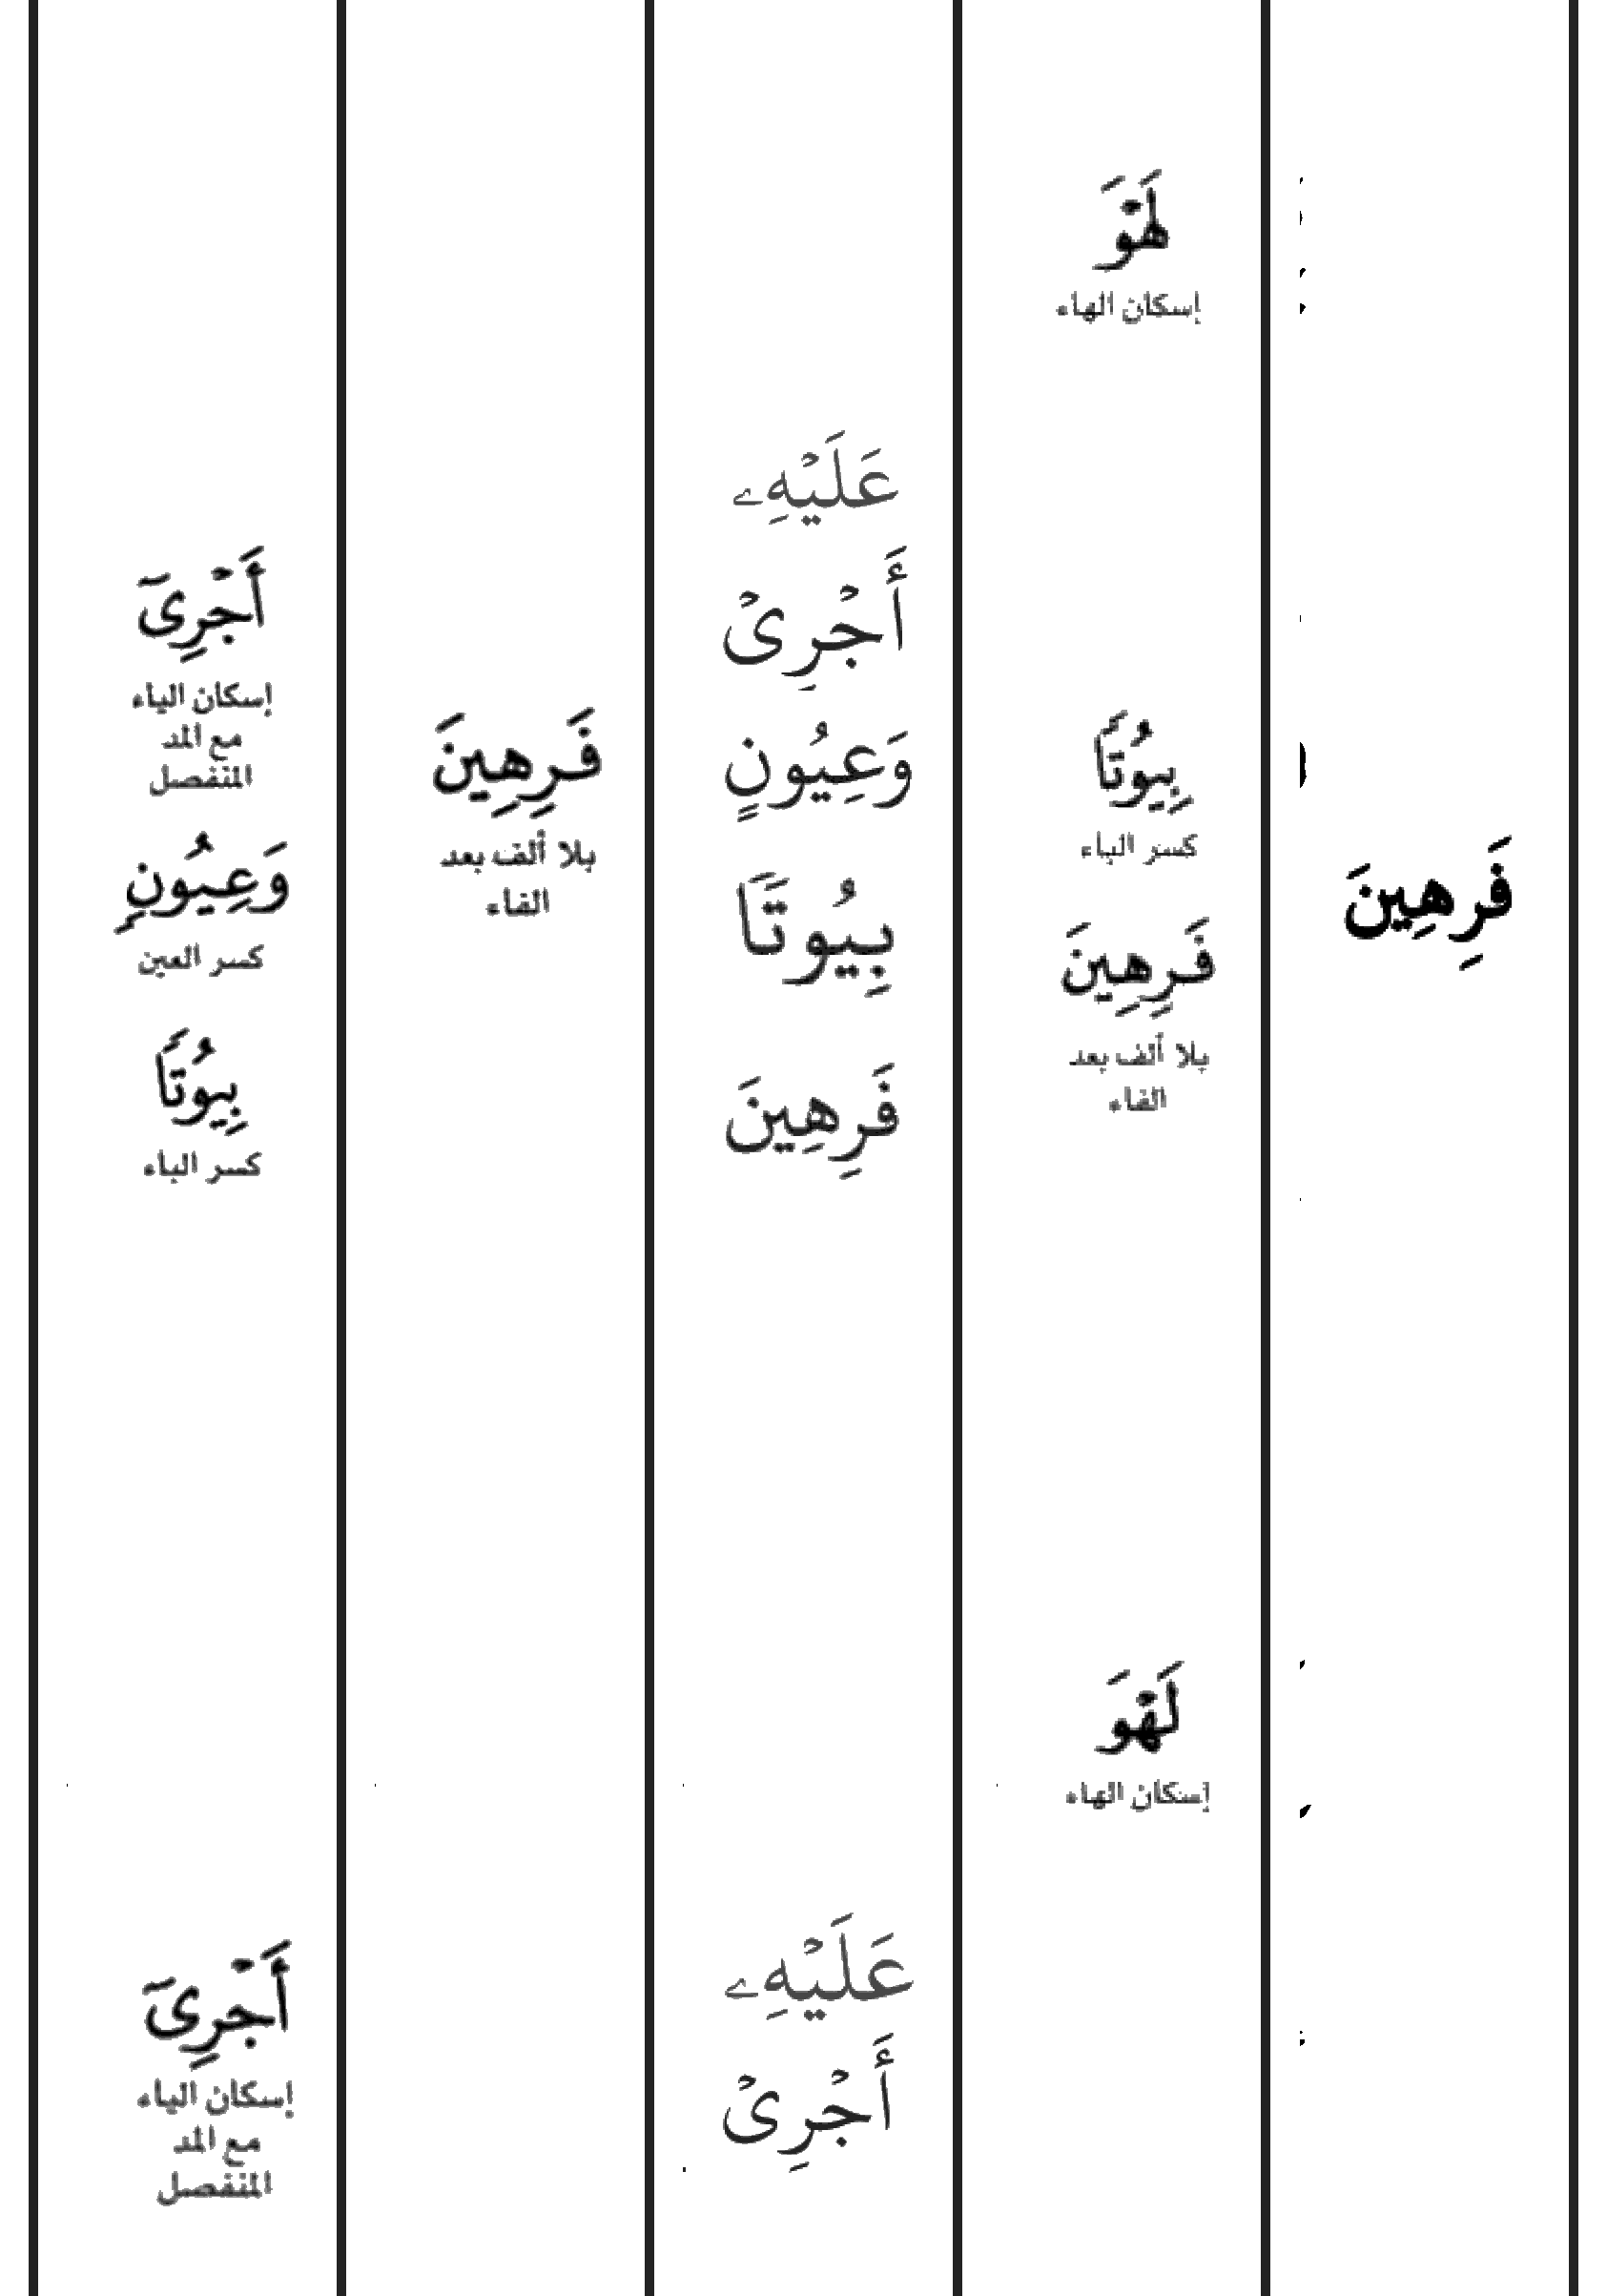 فَرِهِينَ
لَهْوَ
إسكان الهاء
بِيُوتًا
كسر الباء
فَرِهِينَ
بلا ألف بعد
الفاء
لَهْوَ
إسكان الهاء
عَلَيْهِۦ
أَجْرِىْ
وَعِيُونٍ
بِيُوتًا
فَرِهِينَ
عَلَيْهِۦ
أَجْرِىْ
فَرِهِينَ
بلا ألف بعد
الفاء
أَجْرِىٓ
إسكان الياء
مع المد
المنفصل
وَعِيُونٍ
كسر العين
بِيُوتًا
كسر الباء
أَجْرِىٓ
إسكان الياء
مع المد
المنفصل